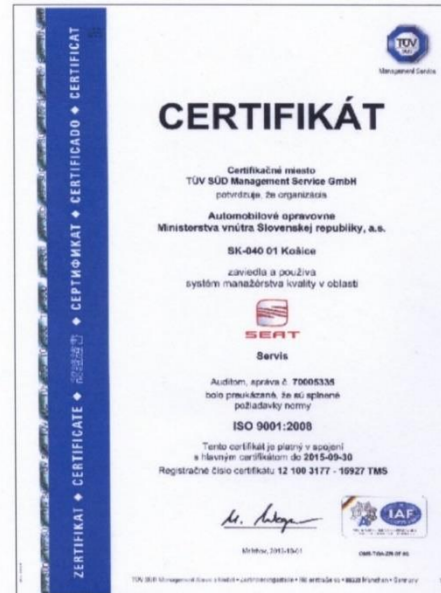 TÜV
Management Service
CERTIFIKÁT
Certifikačné miesto
TÜV SÜD Management Service GmbH
potvrdzuje, že organizácia
Automobilové opravovne
Ministerstva vnútra Slovenskej republiky, a.s.
SK-040 01 Košice
zaviedla a používa
systém manažérstva kvality v oblasti
SEAT
Servis
Auditom, správa č. 70005335
bolo preukázané, že sú splnené
požiadavky normy
ISO 9001:2008
Tento certifikát je platný v spojení
s hlavným certifikátom do 2015-09-30
Registračné číslo certifikátu 12 100 3177 - 16927 TMS
IAF
ZERTIFIKAT ◆ CERTIFICATE ◆ ◆ СЕРТИФИКАТ ◆ CERTIFICADO ◆ CERTIFICAT